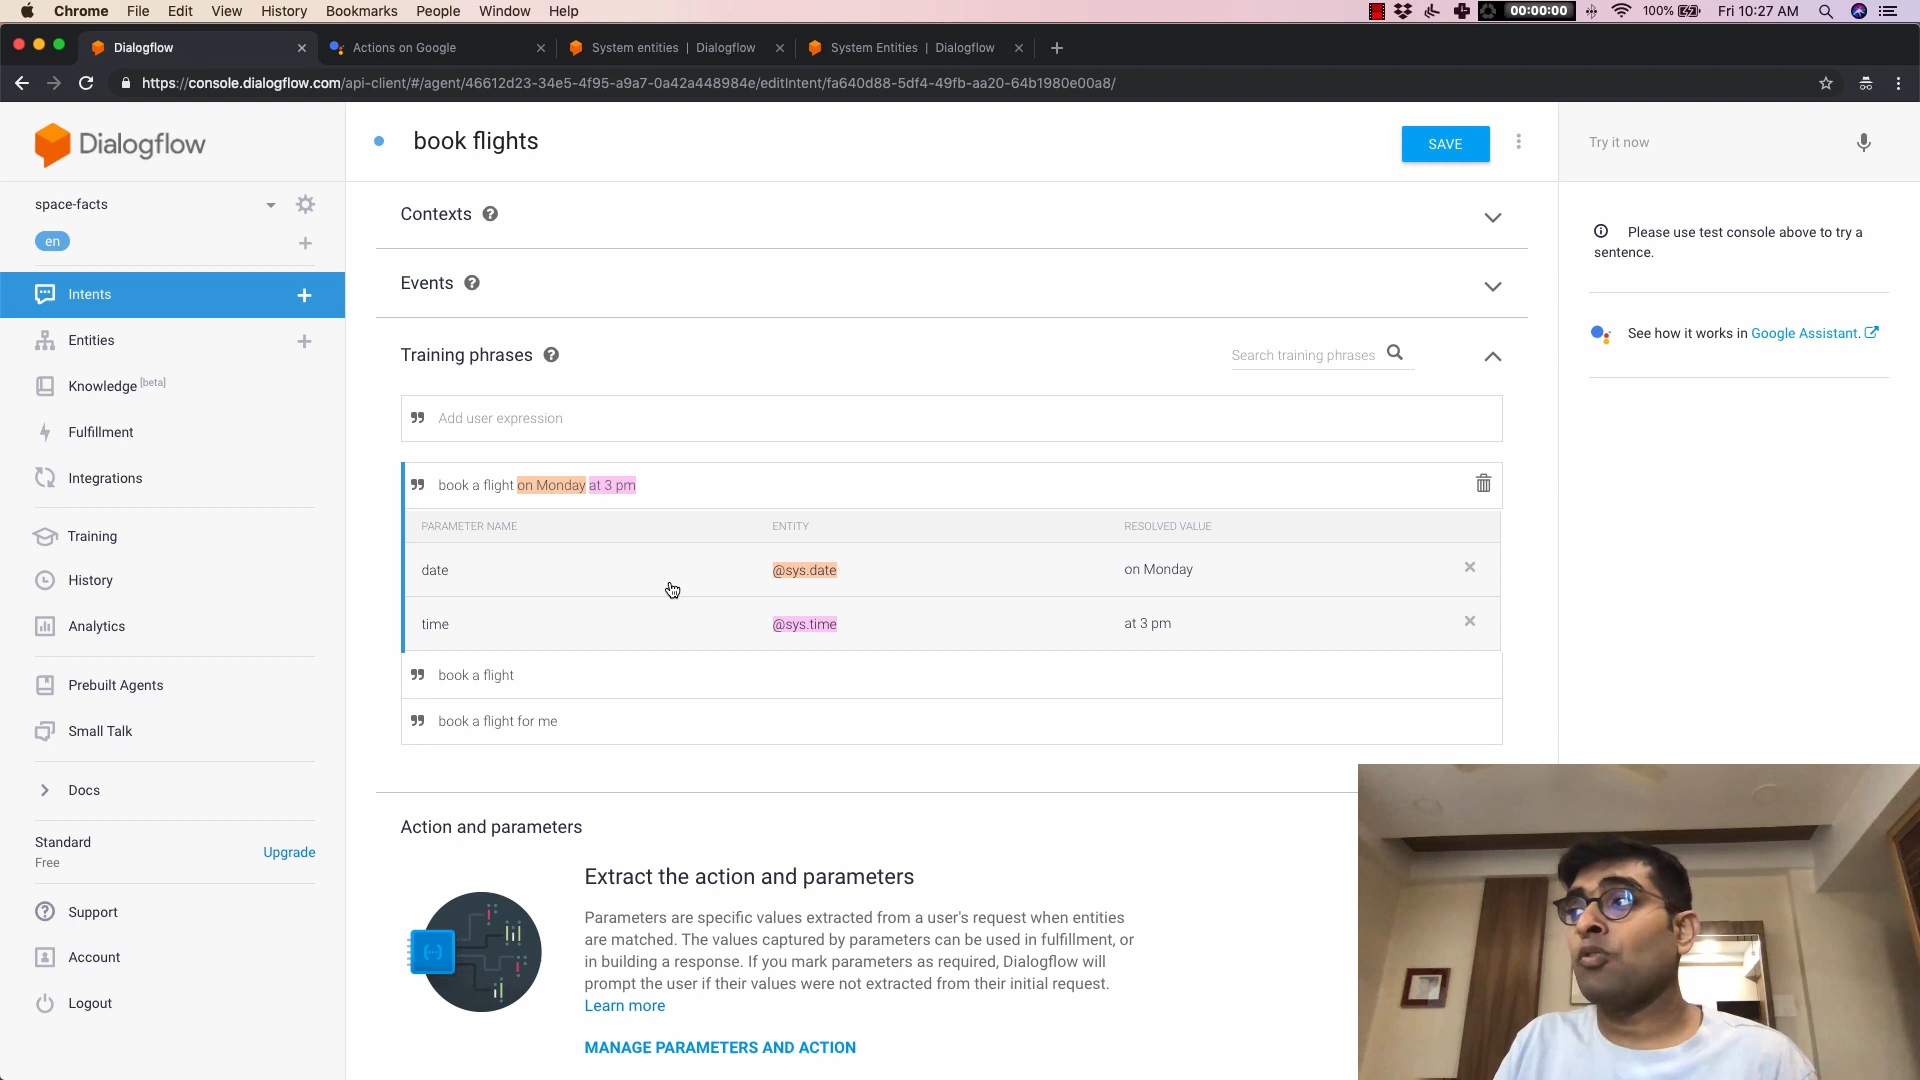 Chrome File Edit View History Bookmarks People Window Help
00:00:00 100% Fri 10:27 AM
Dialogflow
Actions on Google
System entities | Dialogflow
System Entities | Dialogflow
https://console.dialogflow.com/api-client/#/agent/46612d23-34e5-4f95-a9a7-0a42a448984e/editIntent/fa640d88-5df4-49fb-aa20-64b1980e00a8/
Dialogflow
space-facts
en
Intents
Entities
Knowledge [beta]
Fulfillment
Integrations
Training
History
Analytics
Prebuilt Agents
Small Talk
Docs
Standard
Free
Upgrade
Support
Account
Logout
book flights
SAVE
Contexts
Events
Training phrases
Search training phrases
Add user expression
book a flight on Monday at 3 pm
PARAMETER NAME ENTITY RESOLVED VALUE
date @sys.date on Monday
time @sys.time at 3 pm
book a flight
book a flight for me
Action and parameters
Extract the action and parameters
Parameters are specific values extracted from a user's request when entities
are matched. The values captured by parameters can be used in fulfillment, or
in building a response. If you mark parameters as required, Dialogflow will
prompt the user if their values were not extracted from their initial request.
Learn more
MANAGE PARAMETERS AND ACTION
Try it now
Please use test console above to try a
sentence.
See how it works in Google Assistant.